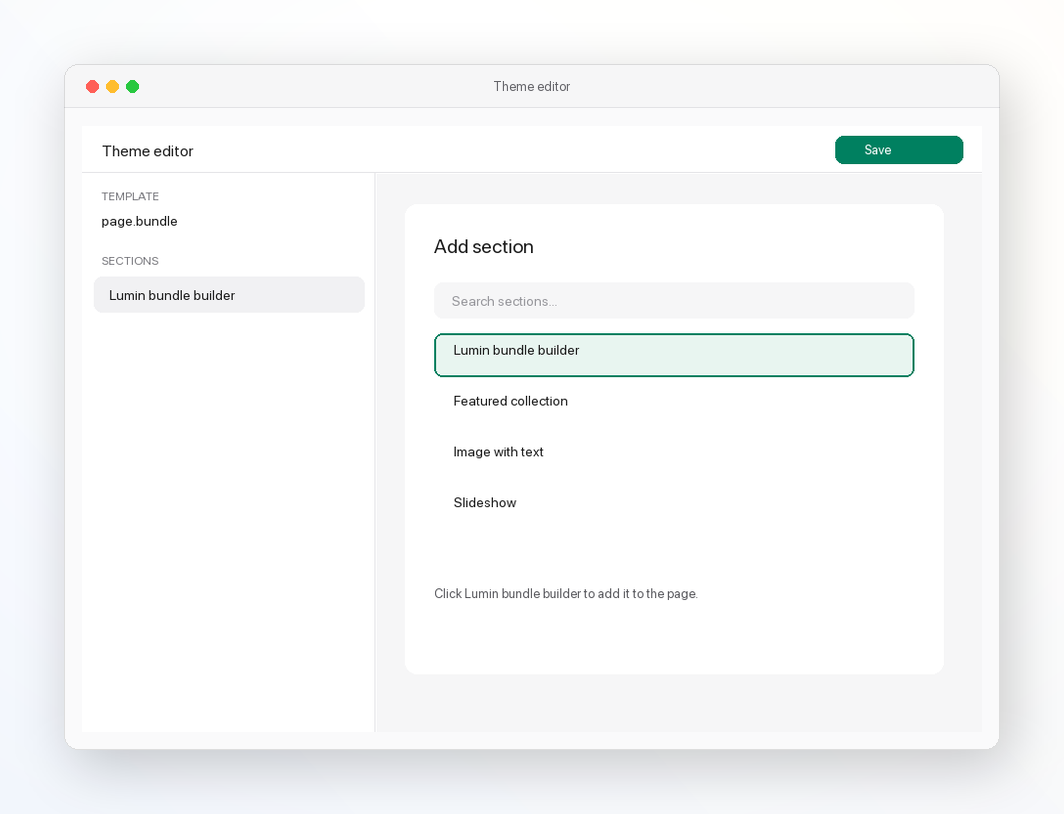 Theme editor
Theme editor
Save
TEMPLATE
page.bundle
SECTIONS
Lumin bundle builder
Add section
Search sections...
Lumin bundle builder
Featured collection
Image with text
Slideshow
Click Lumin bundle builder to add it to the page.